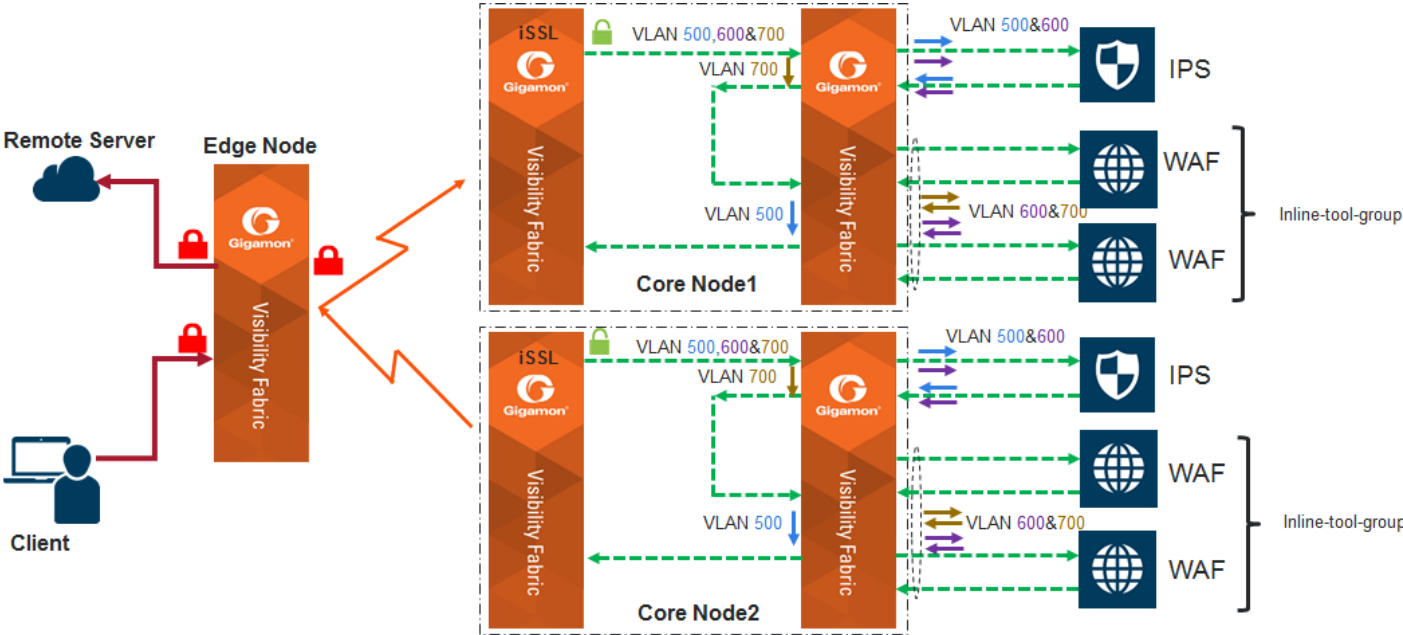 Remote Server
Edge Node
Gigamon®
Visibility Fabric
Client
iSSL
Gigamon®
Visibility Fabric
VLAN 500,600&700
VLAN 700
VLAN 500
Core Node1
Gigamon®
Visibility Fabric
VLAN 500&600
IPS
WAF
VLAN 600&700
WAF
Inline-tool-group
iSSL
Gigamon®
Visibility Fabric
VLAN 500,600&700
VLAN 700
VLAN 500
Core Node2
Gigamon®
Visibility Fabric
VLAN 500&600
IPS
WAF
VLAN 600&700
WAF
Inline-tool-group